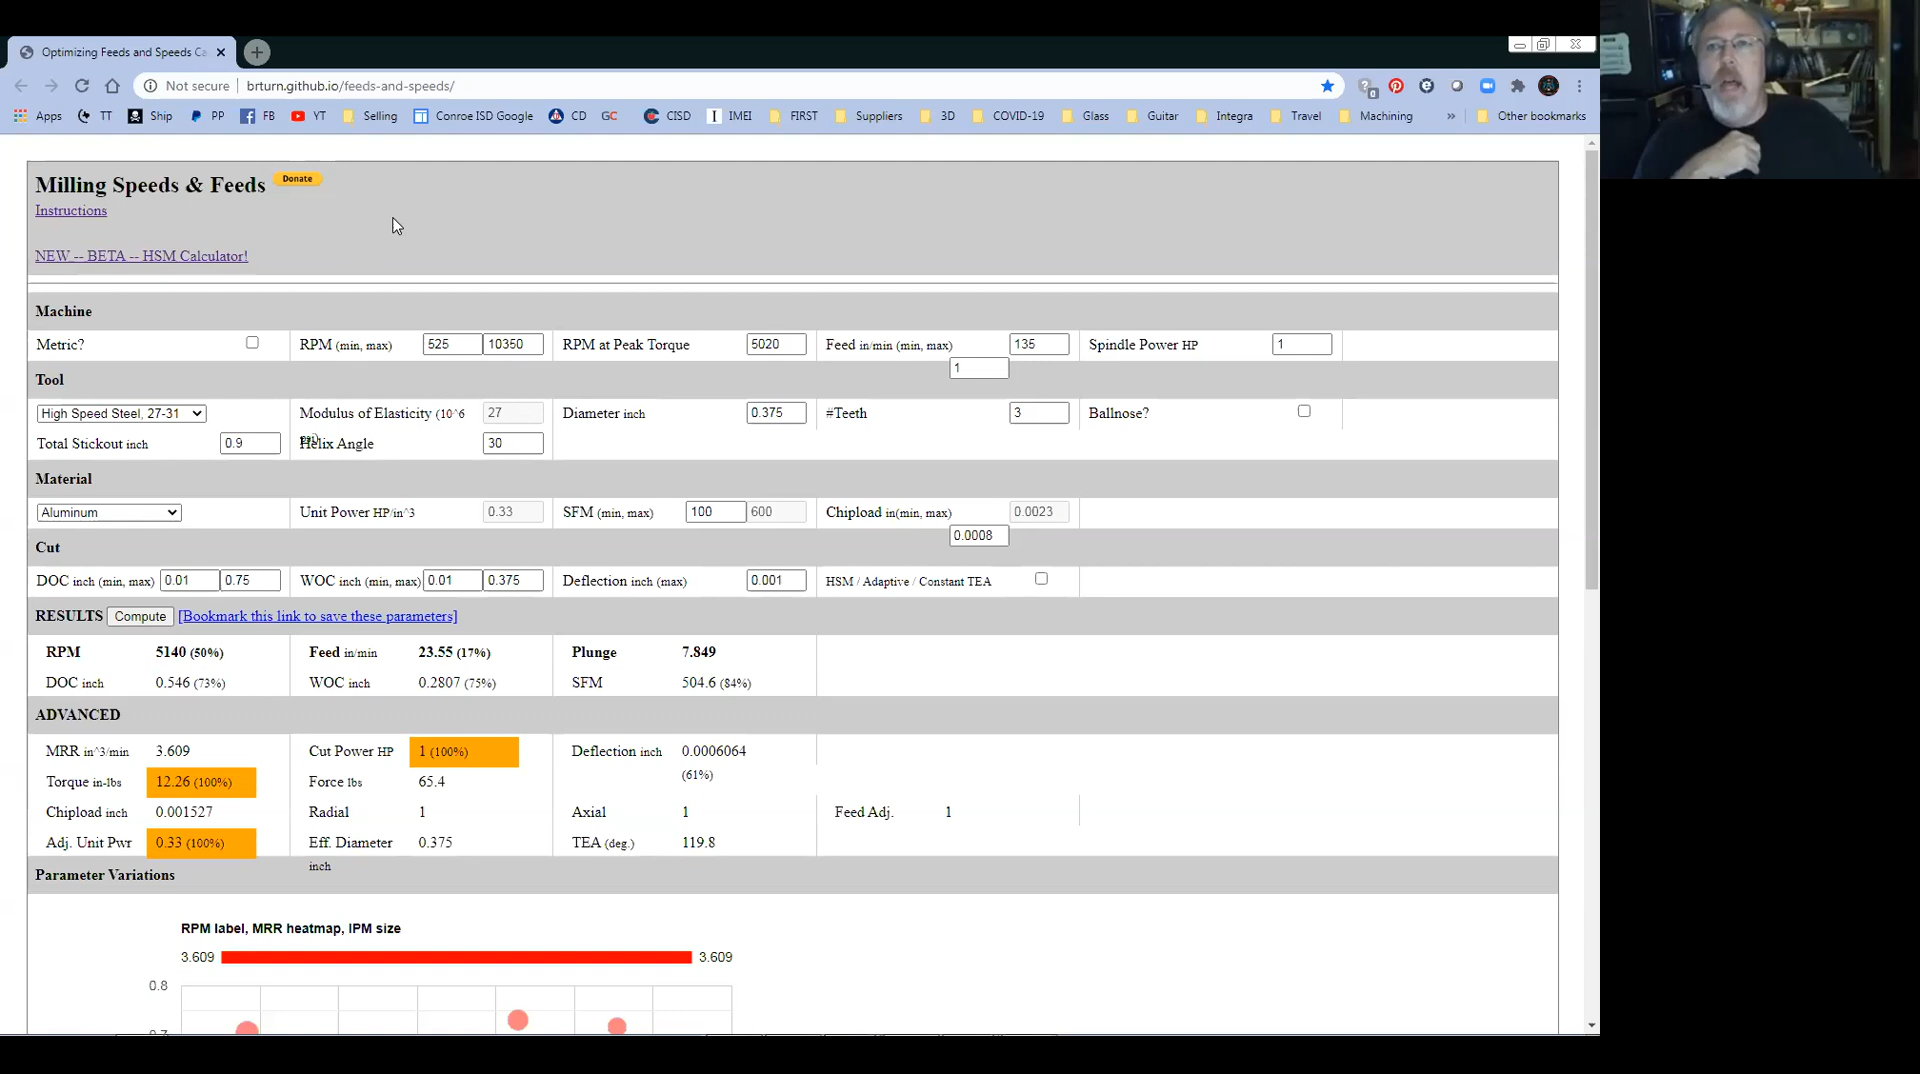 Optimizing Feeds and Speeds Ca
Not secure brturn.github.io/feeds-and-speeds/
Apps TT Ship PP FB YT Selling Conroe ISD Google CD GC CISD IMEI FIRST Suppliers 3D COVID-19 Glass Guitar Integra Travel Machining » Other bookmarks
Milling Speeds & Feeds Donate
Instructions
NEW -- BETA -- HSM Calculator!
Machine
Metric? RPM (min, max) 525 10350 RPM at Peak Torque 5020 Feed in/min (min, max) 135 Spindle Power HP 1
1
Tool
High Speed Steel, 27-31 Modulus of Elasticity (10^6 27 Diameter inch 0.375 #Teeth 3 Ballnose?
psi)
Total Stickout inch 0.9 Helix Angle 30
Material
Aluminum Unit Power HP/in^3 0.33 SFM (min, max) 100 600 Chipload in(min, max) 0.0023
0.0008
Cut
DOC inch (min, max) 0.01 0.75 WOC inch (min, max) 0.01 0.375 Deflection inch (max) 0.001 HSM / Adaptive / Constant TEA
RESULTS Compute [Bookmark this link to save these parameters]
RPM 5140 (50%) Feed in/min 23.55 (17%) Plunge 7.849
DOC inch 0.546 (73%) WOC inch 0.2807 (75%) SFM 504.6 (84%)
ADVANCED
MRR in^3/min 3.609 Cut Power HP 1 (100%) Deflection inch 0.0006064
(61%)
Torque in-lbs 12.26 (100%) Force lbs 65.4
Chipload inch 0.001527 Radial 1 Axial 1 Feed Adj. 1
Adj. Unit Pwr 0.33 (100%) Eff. Diameter 0.375 TEA (deg.) 119.8
inch
Parameter Variations
RPM label, MRR heatmap, IPM size
3.609 3.609
0.8